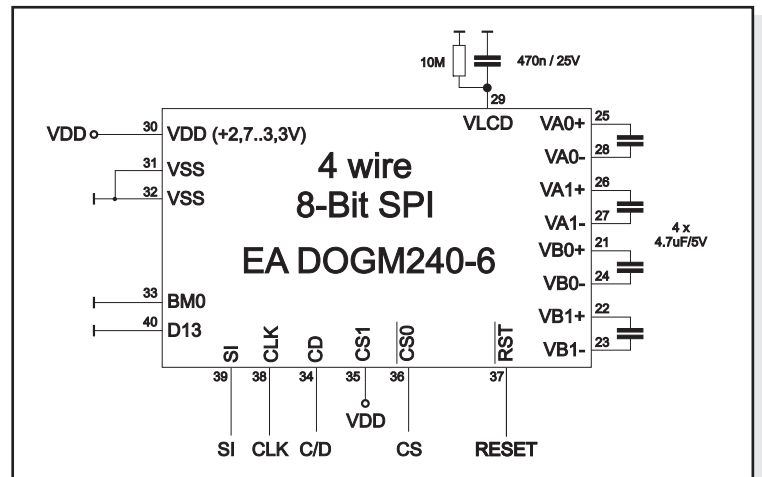 10M
470n / 25V
29
VLCD
VDD
30
VDD (+2,7..3,3V)
31
VSS
32
VSS
4 wire
8-Bit SPI
EA DOGM240-6
33
BM0
40
D13
VA0+
25
VA0-
28
VA1+
26
VA1-
27
VB0+
21
VB0-
24
VB1+
22
VB1-
23
4 x
4.7uF/5V
SI
CLK
CD
CS1
CS0
RST
39
38
34
35
36
37
VDD
SI
CLK
C/D
CS
RESET